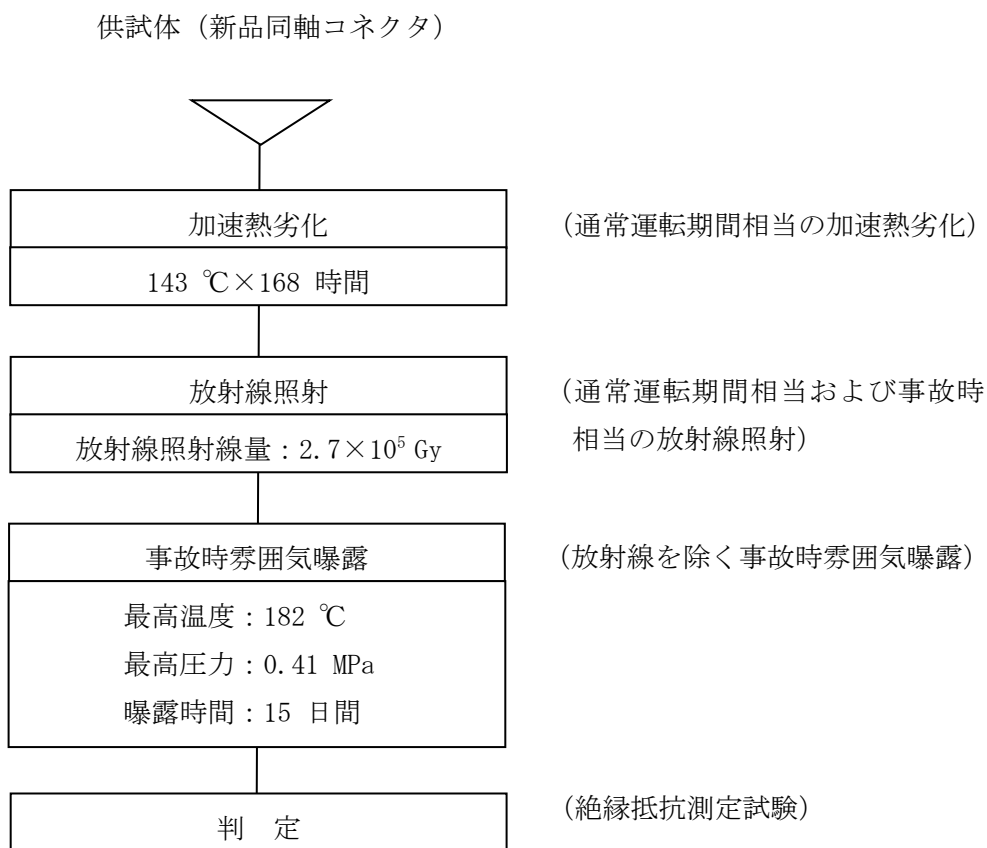 供試体（新品同軸コネクタ）
加速熱劣化
（通常運転期間相当の加速熱劣化）
143 ℃×168 時間
放射線照射
（通常運転期間相当および事故時
相当の放射線照射）
放射線照射線量：2.7×10⁵ Gy
事故時雰囲気曝露
（放射線を除く事故時雰囲気曝露）
最高温度：182 ℃
最高圧力：0.41 MPa
曝露時間：15 日間
判　定
（絶縁抵抗測定試験）